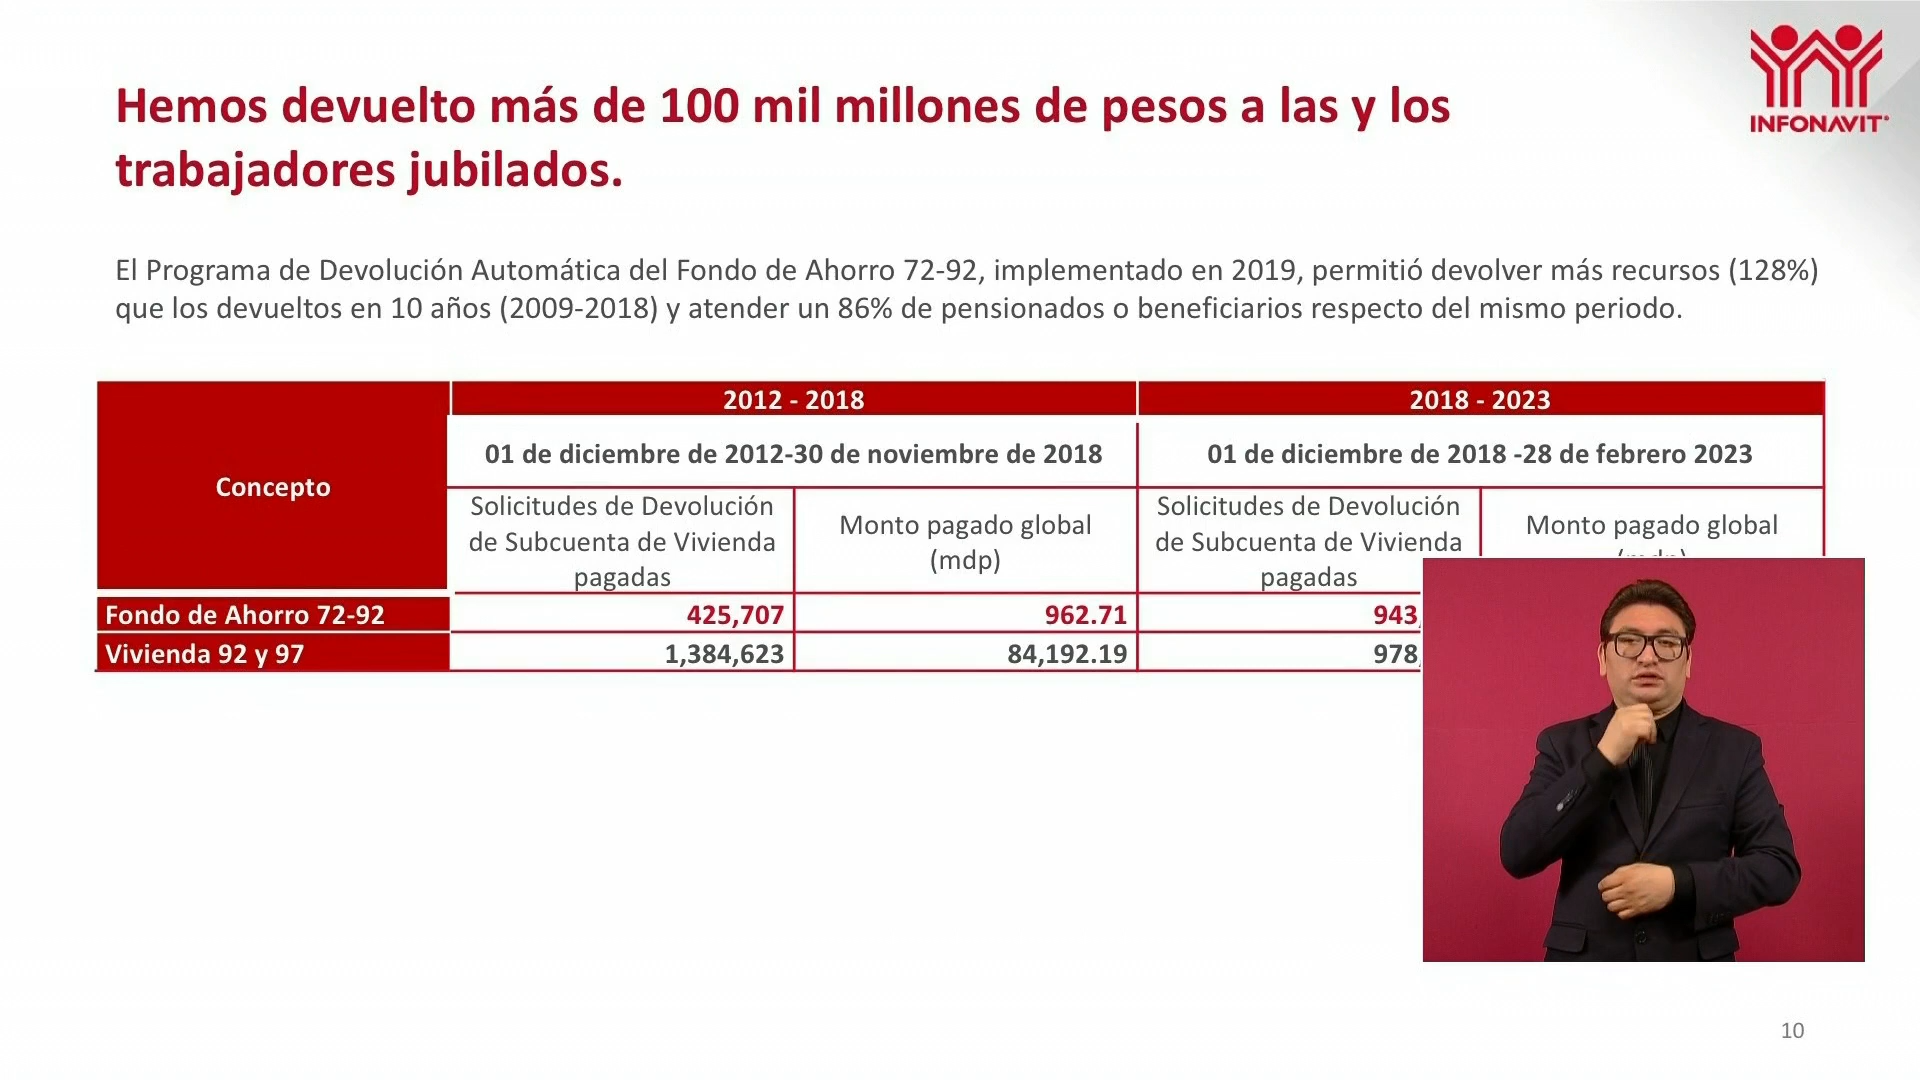 INFONAVIT
Hemos devuelto más de 100 mil millones de pesos a las y los
trabajadores jubilados.
El Programa de Devolución Automática del Fondo de Ahorro 72-92, implementado en 2019, permitió devolver más recursos (128%)
que los devueltos en 10 años (2009-2018) y atender un 86% de pensionados o beneficiarios respecto del mismo periodo.
Concepto
2012 - 2018
2018 - 2023
01 de diciembre de 2012-30 de noviembre de 2018
01 de diciembre de 2018 -28 de febrero 2023
Solicitudes de Devolución
de Subcuenta de Vivienda
pagadas
Monto pagado global
(mdp)
Solicitudes de Devolución
de Subcuenta de Vivienda
pagadas
Monto pagado global
Fondo de Ahorro 72-92 425,707 962.71 943,
Vivienda 92 y 97 1,384,623 84,192.19 978,
10